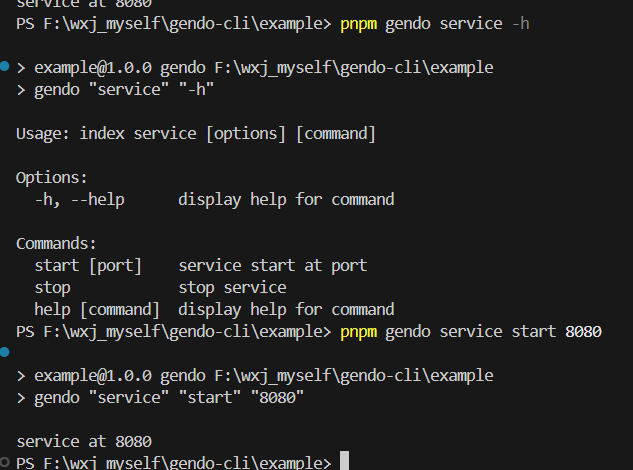 service at 8080
PS F:\wxj_myself\gendo-cli\example> pnpm gendo service -h
> example@1.0.0 gendo F:\wxj_myself\gendo-cli\example
> gendo "service" "-h"
Usage: index service [options] [command]
Options:
-h, --help display help for command
Commands:
start [port] service start at port
stop stop service
help [command] display help for command
PS F:\wxj_myself\gendo-cli\example> pnpm gendo service start 8080
> example@1.0.0 gendo F:\wxj_myself\gendo-cli\example
> gendo "service" "start" "8080"
service at 8080
PS F:\wxj_myself\gendo-cli\example>